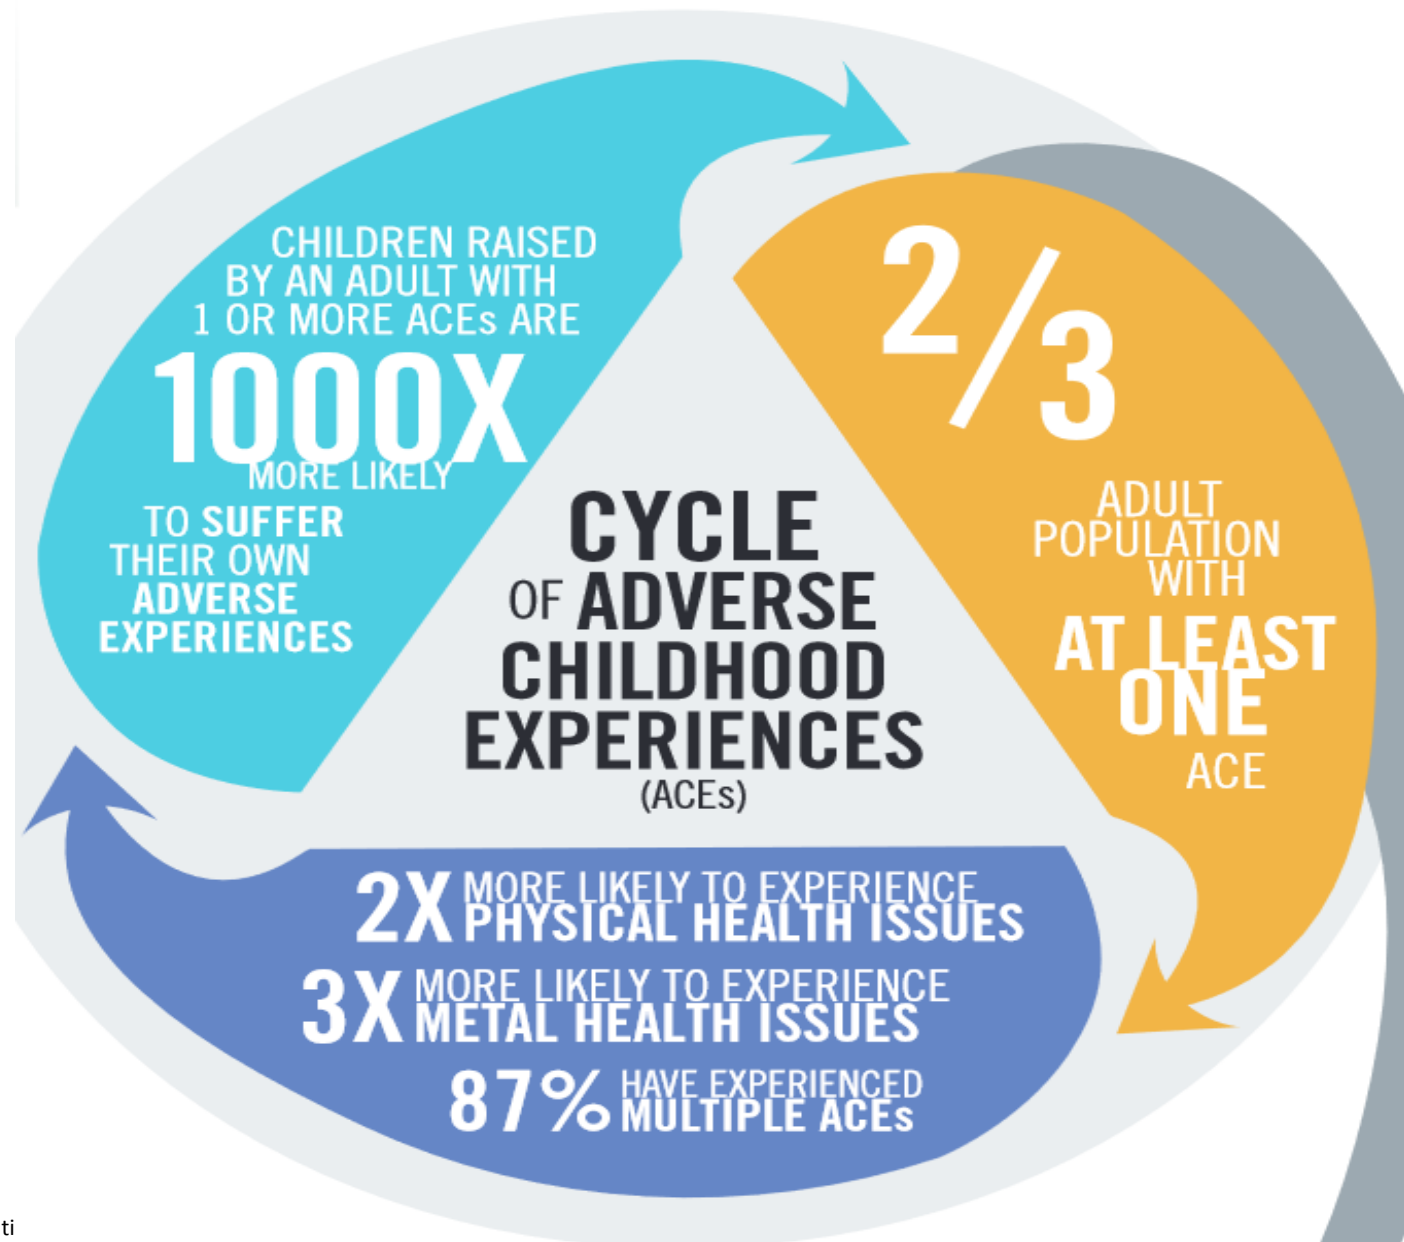 CHILDREN RAISED
BY AN ADULT WITH
1 OR MORE ACEs ARE
1000X
MORE LIKELY
TO SUFFER
THEIR OWN
ADVERSE
EXPERIENCES
2/3
ADULT
POPULATION
WITH
AT LEAST
ONE
ACE
CYCLE
OF ADVERSE
CHILDHOOD
EXPERIENCES
(ACEs)
2X MORE LIKELY TO EXPERIENCE
PHYSICAL HEALTH ISSUES
3X MORE LIKELY TO EXPERIENCE
METAL HEALTH ISSUES
87% HAVE EXPERIENCED
MULTIPLE ACEs
ti